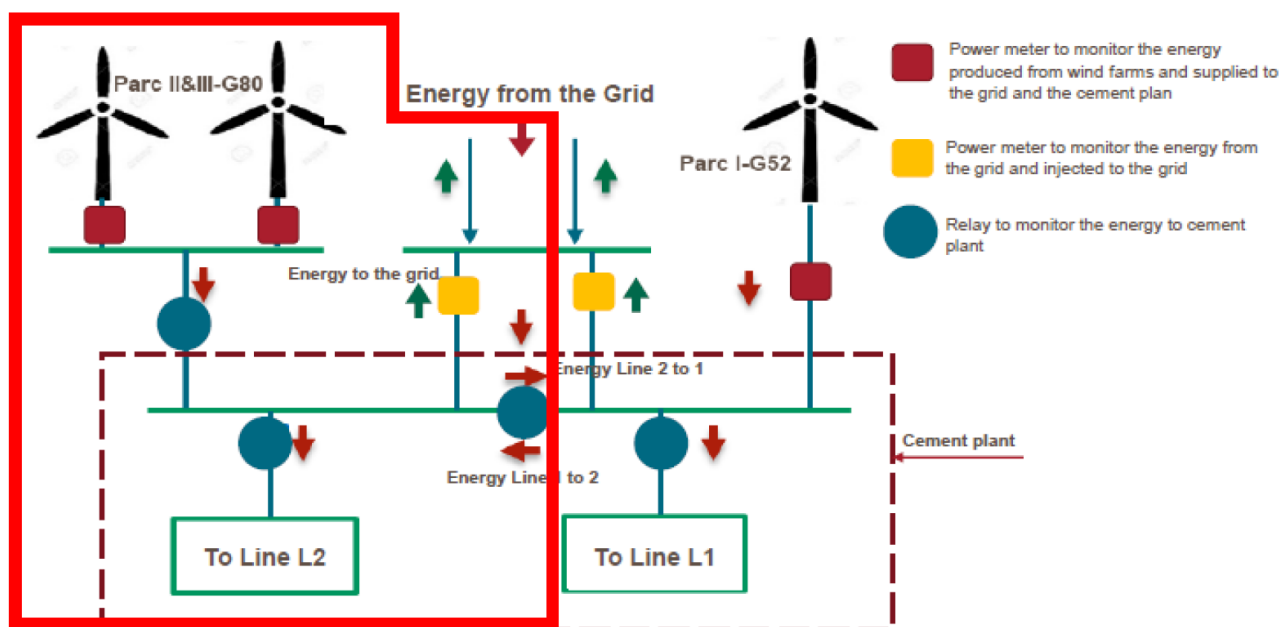 Parc II&III-G80
Energy from the Grid
Parc I-G52
Power meter to monitor the energy
produced from wind farms and supplied to
the grid and the cement plan
Power meter to monitor the energy from
the grid and injected to the grid
Relay to monitor the energy to cement
plant
Energy to the grid
Energy Line 2 to 1
Cement plant
Energy Line 1 to 2
To Line L2
To Line L1